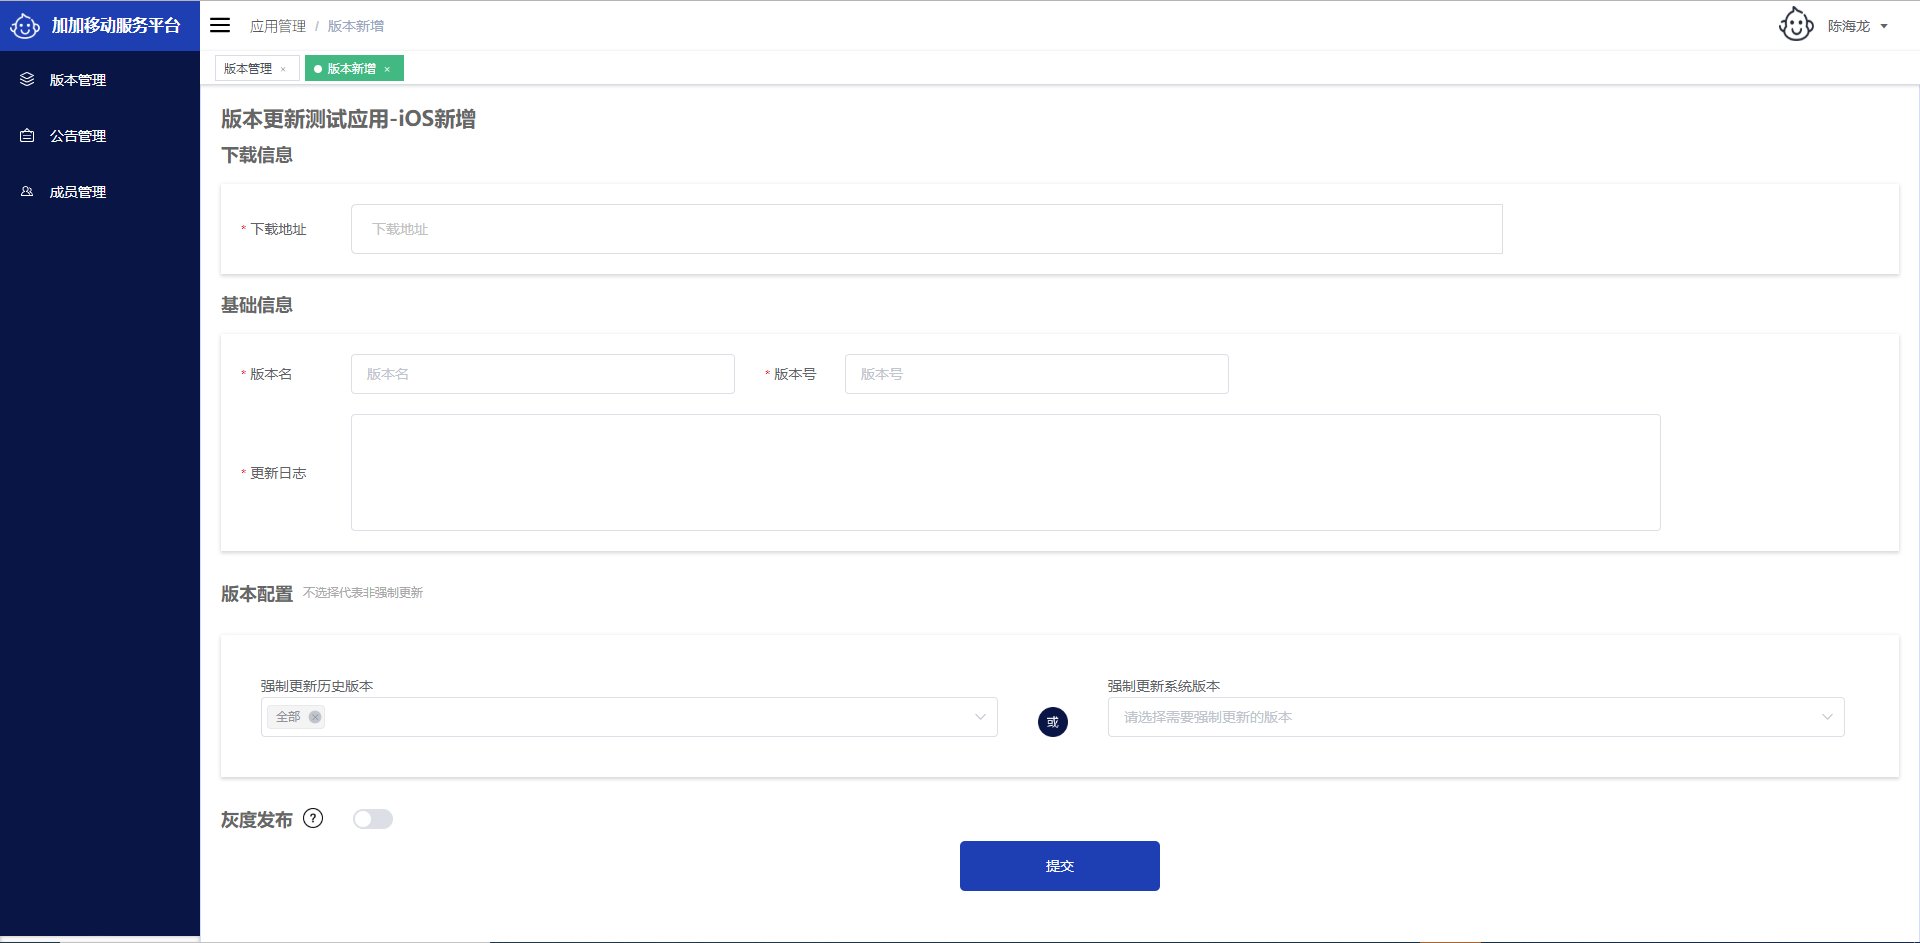 加加移动服务平台
应用管理 / 版本新增
陈海龙
版本管理 ×
版本新增 ×
版本管理
公告管理
成员管理
版本更新测试应用-iOS新增
下载信息
* 下载地址
下载地址
基础信息
* 版本名
版本名
* 版本号
版本号
* 更新日志
版本配置 不选择代表非强制更新
强制更新历史版本
全部
或
强制更新系统版本
请选择需要强制更新的版本
灰度发布 ?
提交